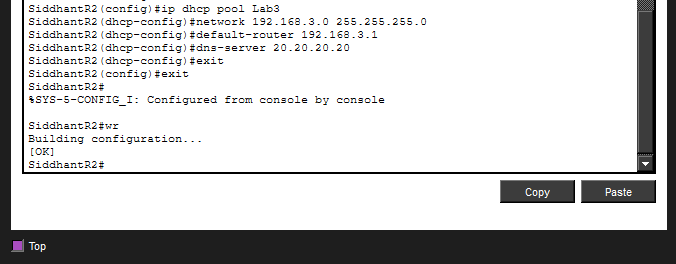 SiddhantR2(config)#ip dhcp pool Lab3
SiddhantR2(dhcp-config)#network 192.168.3.0 255.255.255.0
SiddhantR2(dhcp-config)#default-router 192.168.3.1
SiddhantR2(dhcp-config)#dns-server 20.20.20.20
SiddhantR2(dhcp-config)#exit
SiddhantR2(config)#exit
SiddhantR2#
%SYS-5-CONFIG_I: Configured from console by console
SiddhantR2#wr
Building configuration...
[OK]
SiddhantR2#
Copy Paste
Top